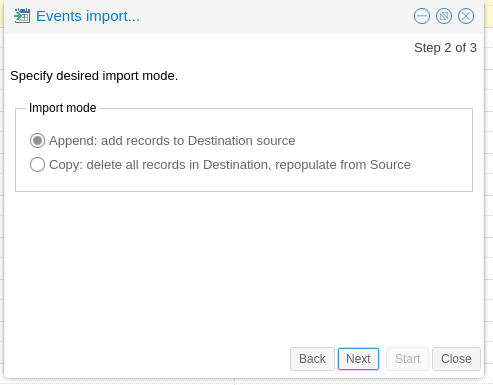 Events import...
Step 2 of 3
Specify desired import mode.
Import mode
Append: add records to Destination source
Copy: delete all records in Destination, repopulate from Source
Back Next Start Close